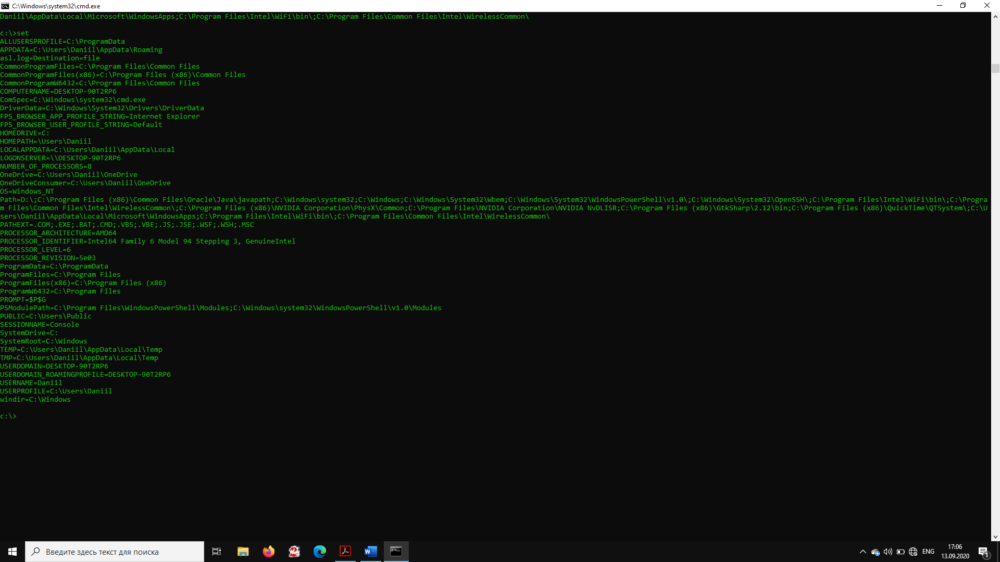 C:\Windows\system32\cmd.exe
Daniil\AppData\Local\Microsoft\WindowsApps;C:\Program Files\Intel\WiFi\bin\;C:\Program Files\Common Files\Intel\WirelessCommon\
c:\>set
ALLUSERSPROFILE=C:\ProgramData
APPDATA=C:\Users\Daniil\AppData\Roaming
asl.log=Destination=file
CommonProgramFiles=C:\Program Files\Common Files
CommonProgramFiles(x86)=C:\Program Files (x86)\Common Files
CommonProgramW6432=C:\Program Files\Common Files
COMPUTERNAME=DESKTOP-90T2RP6
ComSpec=C:\Windows\system32\cmd.exe
DriverData=C:\Windows\System32\Drivers\DriverData
FPS_BROWSER_APP_PROFILE_STRING=Internet Explorer
FPS_BROWSER_USER_PROFILE_STRING=Default
HOMEDRIVE=C:
HOMEPATH=\Users\Daniil
LOCALAPPDATA=C:\Users\Daniil\AppData\Local
LOGONSERVER=\\DESKTOP-90T2RP6
NUMBER_OF_PROCESSORS=8
OneDrive=C:\Users\Daniil\OneDrive
OneDriveConsumer=C:\Users\Daniil\OneDrive
OS=Windows_NT
Path=D:\;C:\Program Files (x86)\Common Files\Oracle\Java\javapath;C:\Windows\system32;C:\Windows;C:\Windows\System32\Wbem;C:\Windows\System32\WindowsPowerShell\v1.0\;C:\Windows\System32\OpenSSH\;C:\Program Files\Intel\WiFi\bin\;C:\Progra
m Files\Common Files\Intel\WirelessCommon\;C:\Program Files (x86)\NVIDIA Corporation\PhysX\Common;C:\Program Files\NVIDIA Corporation\NVIDIA NvDLISR;C:\Program Files (x86)\GtkSharp\2.12\bin;C:\Program Files (x86)\QuickTime\QTSystem\;C:\U
sers\Daniil\AppData\Local\Microsoft\WindowsApps;C:\Program Files\Intel\WiFi\bin\;C:\Program Files\Common Files\Intel\WirelessCommon\
PATHEXT=.COM;.EXE;.BAT;.CMD;.VBS;.VBE;.JS;.JSE;.WSF;.WSH;.MSC
PROCESSOR_ARCHITECTURE=AMD64
PROCESSOR_IDENTIFIER=Intel64 Family 6 Model 94 Stepping 3, GenuineIntel
PROCESSOR_LEVEL=6
PROCESSOR_REVISION=5e03
ProgramData=C:\ProgramData
ProgramFiles=C:\Program Files
ProgramFiles(x86)=C:\Program Files (x86)
ProgramW6432=C:\Program Files
PROMPT=$P$G
PSModulePath=C:\Program Files\WindowsPowerShell\Modules;C:\Windows\system32\WindowsPowerShell\v1.0\Modules
PUBLIC=C:\Users\Public
SESSIONNAME=Console
SystemDrive=C:
SystemRoot=C:\Windows
TEMP=C:\Users\Daniil\AppData\Local\Temp
TMP=C:\Users\Daniil\AppData\Local\Temp
USERDOMAIN=DESKTOP-90T2RP6
USERDOMAIN_ROAMINGPROFILE=DESKTOP-90T2RP6
USERNAME=Daniil
USERPROFILE=C:\Users\Daniil
windir=C:\Windows
c:\>
Введите здесь текст для поиска
ENG
17:06
13.09.2020
1